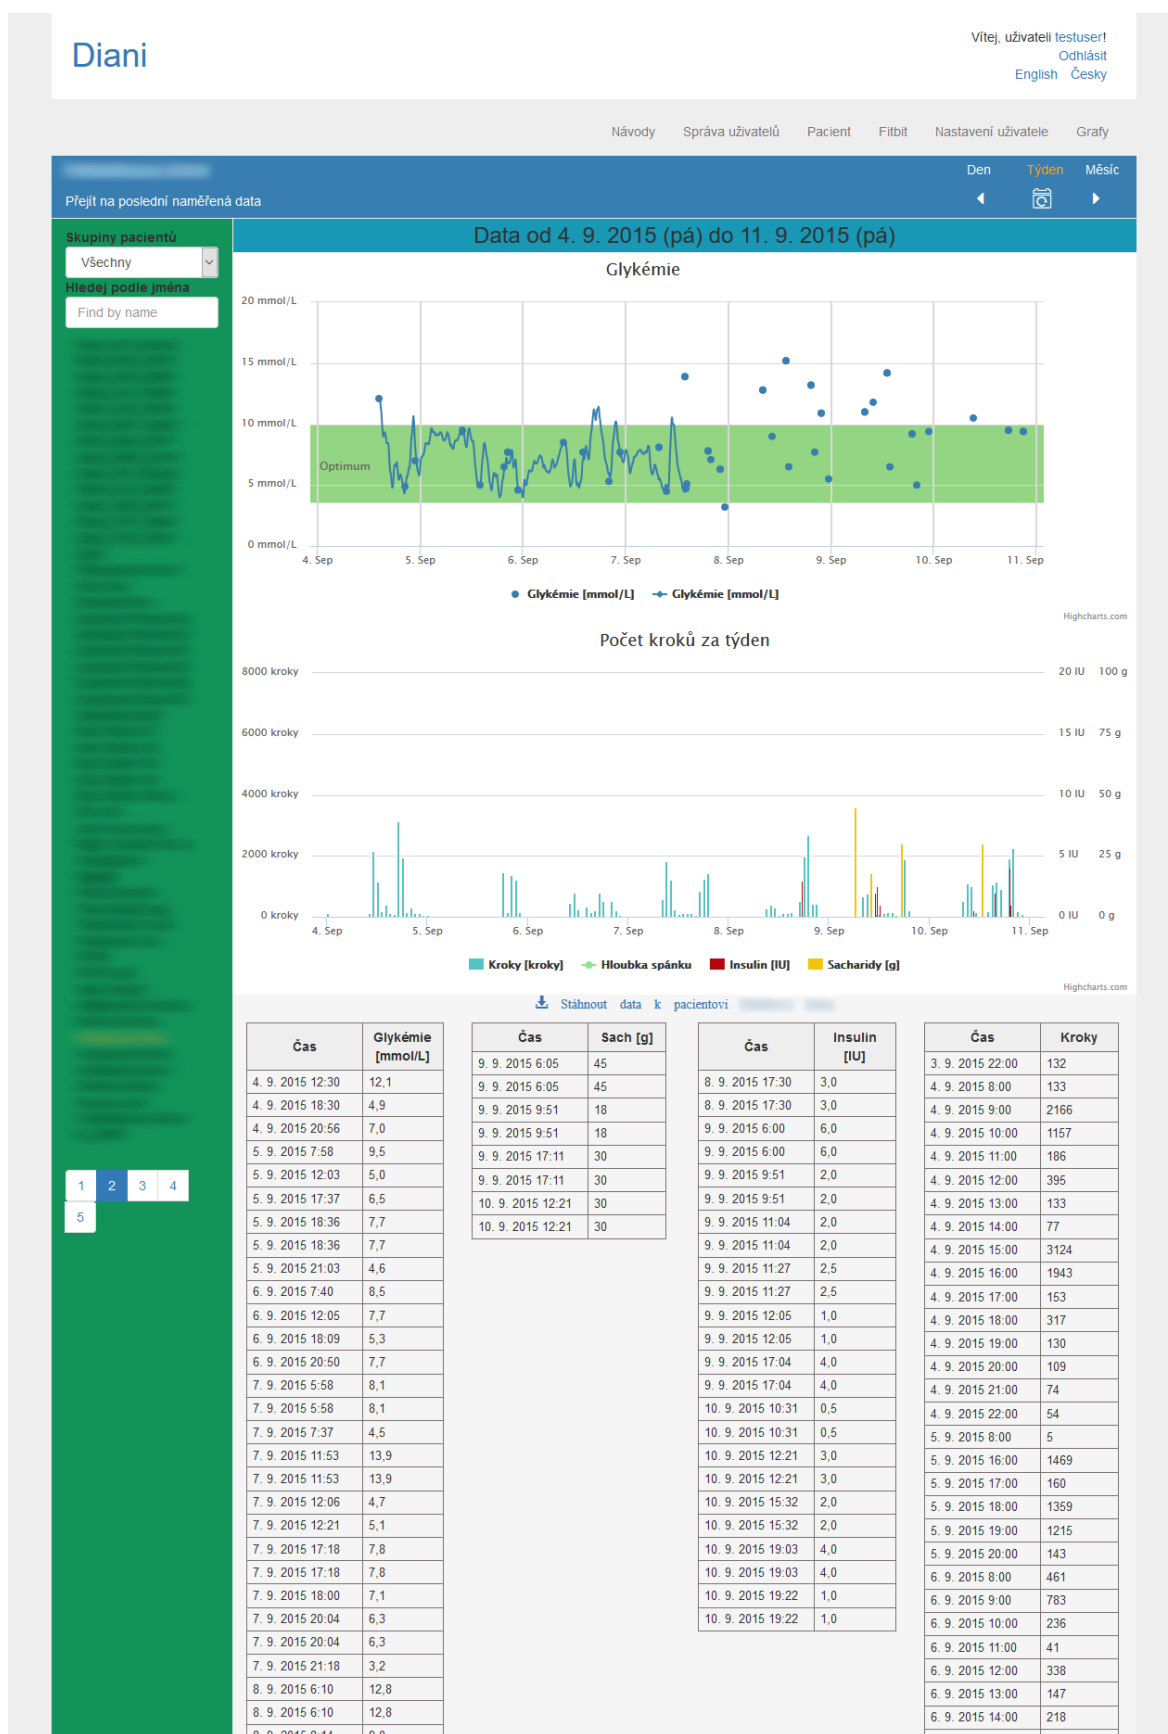 Diani
Vítej, uživateli testuser!
Odhlásit
English Česky
Návody Správa uživatelů Pacient Fitbit Nastavení uživatele Grafy
Den Týden Měsíc
Přejít na poslední naměřená data
Skupiny pacientů
Všechny
Hledej podle jména
Find by name
1 2 3 4
5
Data od 4. 9. 2015 (pá) do 11. 9. 2015 (pá)
Glykémie
20 mmol/L
15 mmol/L
10 mmol/L
Optimum
5 mmol/L
0 mmol/L
4. Sep 5. Sep 6. Sep 7. Sep 8. Sep 9. Sep 10. Sep 11. Sep
Glykémie [mmol/L] Glykémie [mmol/L]
Highcharts.com
Počet kroků za týden
8000 kroky 20 IU 100 g
6000 kroky 15 IU 75 g
4000 kroky 10 IU 50 g
2000 kroky 5 IU 25 g
0 kroky 0 IU 0 g
4. Sep 5. Sep 6. Sep 7. Sep 8. Sep 9. Sep 10. Sep 11. Sep
Kroky [kroky] Hloubka spánku Insulin [IU] Sacharidy [g]
Highcharts.com
Stáhnout data k pacientovi
Čas Glykémie [mmol/L]
4. 9. 2015 12:30 12,1
4. 9. 2015 18:30 4,9
4. 9. 2015 20:56 7,0
5. 9. 2015 7:58 9,5
5. 9. 2015 12:03 5,0
5. 9. 2015 17:37 6,5
5. 9. 2015 18:36 7,7
5. 9. 2015 18:36 7,7
5. 9. 2015 21:03 4,6
6. 9. 2015 7:40 8,5
6. 9. 2015 12:05 7,7
6. 9. 2015 18:09 5,3
6. 9. 2015 20:50 7,7
7. 9. 2015 5:58 8,1
7. 9. 2015 5:58 8,1
7. 9. 2015 7:37 4,5
7. 9. 2015 11:53 13,9
7. 9. 2015 11:53 13,9
7. 9. 2015 12:06 4,7
7. 9. 2015 12:21 5,1
7. 9. 2015 17:18 7,8
7. 9. 2015 17:18 7,8
7. 9. 2015 18:00 7,1
7. 9. 2015 20:04 6,3
7. 9. 2015 20:04 6,3
7. 9. 2015 21:18 3,2
8. 9. 2015 6:10 12,8
8. 9. 2015 6:10 12,8
Čas Sach [g]
9. 9. 2015 6:05 45
9. 9. 2015 6:05 45
9. 9. 2015 9:51 18
9. 9. 2015 9:51 18
9. 9. 2015 17:11 30
9. 9. 2015 17:11 30
10. 9. 2015 12:21 30
10. 9. 2015 12:21 30
Čas Insulin [IU]
8. 9. 2015 17:30 3,0
8. 9. 2015 17:30 3,0
9. 9. 2015 6:00 6,0
9. 9. 2015 6:00 6,0
9. 9. 2015 9:51 2,0
9. 9. 2015 9:51 2,0
9. 9. 2015 11:04 2,0
9. 9. 2015 11:04 2,0
9. 9. 2015 11:27 2,5
9. 9. 2015 11:27 2,5
9. 9. 2015 12:05 1,0
9. 9. 2015 12:05 1,0
9. 9. 2015 17:04 4,0
9. 9. 2015 17:04 4,0
10. 9. 2015 10:31 0,5
10. 9. 2015 10:31 0,5
10. 9. 2015 12:21 3,0
10. 9. 2015 12:21 3,0
10. 9. 2015 15:32 2,0
10. 9. 2015 15:32 2,0
10. 9. 2015 19:03 4,0
10. 9. 2015 19:03 4,0
10. 9. 2015 19:22 1,0
10. 9. 2015 19:22 1,0
Čas Kroky
3. 9. 2015 22:00 132
4. 9. 2015 8:00 133
4. 9. 2015 9:00 2166
4. 9. 2015 10:00 1157
4. 9. 2015 11:00 186
4. 9. 2015 12:00 395
4. 9. 2015 13:00 133
4. 9. 2015 14:00 77
4. 9. 2015 15:00 3124
4. 9. 2015 16:00 1943
4. 9. 2015 17:00 153
4. 9. 2015 18:00 317
4. 9. 2015 19:00 130
4. 9. 2015 20:00 109
4. 9. 2015 21:00 74
4. 9. 2015 22:00 54
5. 9. 2015 8:00 5
5. 9. 2015 16:00 1469
5. 9. 2015 17:00 160
5. 9. 2015 18:00 1359
5. 9. 2015 19:00 1215
5. 9. 2015 20:00 143
6. 9. 2015 8:00 461
6. 9. 2015 9:00 783
6. 9. 2015 10:00 236
6. 9. 2015 11:00 41
6. 9. 2015 12:00 338
6. 9. 2015 13:00 147
6. 9. 2015 14:00 218